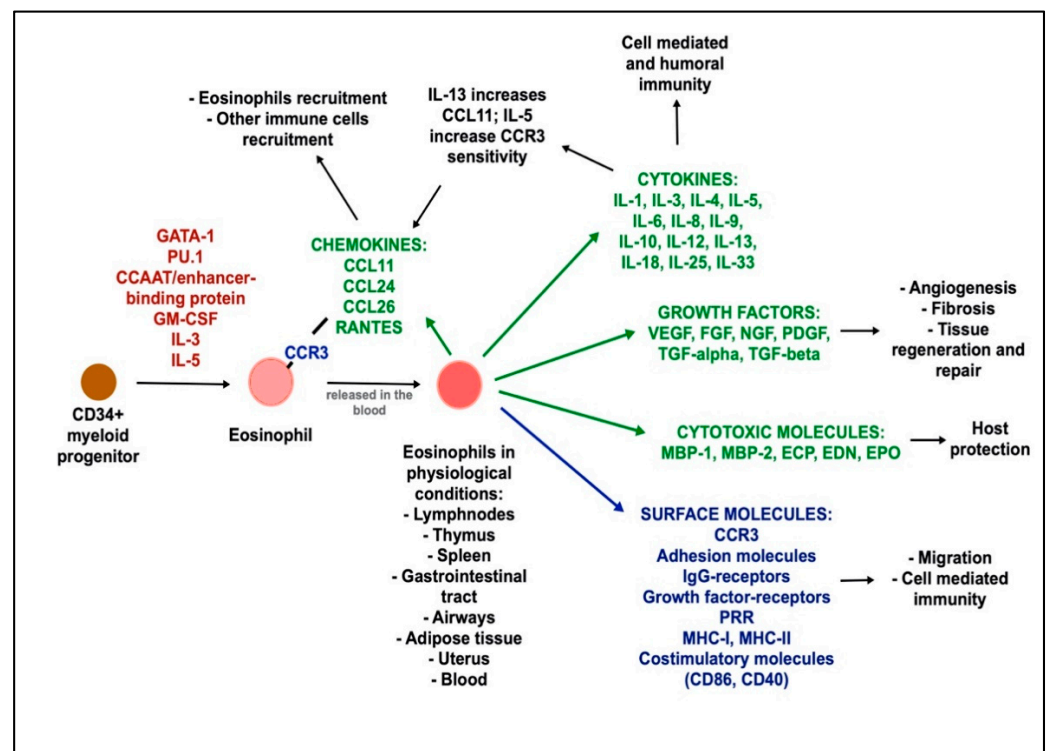 Cell mediated
and humoral
immunity
- Eosinophils recruitment
- Other immune cells
recruitment
IL-13 increases
CCL11; IL-5
increase CCR3
sensitivity
CYTOKINES:
IL-1, IL-3, IL-4, IL-5,
IL-6, IL-8, IL-9,
IL-10, IL-12, IL-13,
IL-18, IL-25, IL-33
GATA-1
PU.1
CCAAT/enhancer-
binding protein
GM-CSF
IL-3
IL-5
CHEMOKINES:
CCL11
CCL24
CCL26
RANTES
CCR3
GROWTH FACTORS:
VEGF, FGF, NGF, PDGF,
TGF-alpha, TGF-beta
- Angiogenesis
- Fibrosis
- Tissue
regeneration and
repair
CD34+
myeloid
progenitor
Eosinophil
released in the
blood
CYTOTOXIC MOLECULES:
MBP-1, MBP-2, ECP, EDN, EPO
Host
protection
Eosinophils in
physiological
conditions:
- Lymphnodes
- Thymus
- Spleen
- Gastrointestinal
tract
- Airways
- Adipose tissue
- Uterus
- Blood
SURFACE MOLECULES:
CCR3
Adhesion molecules
IgG-receptors
Growth factor-receptors
PRR
MHC-I, MHC-II
Costimulatory molecules
(CD86, CD40)
- Migration
- Cell mediated
immunity